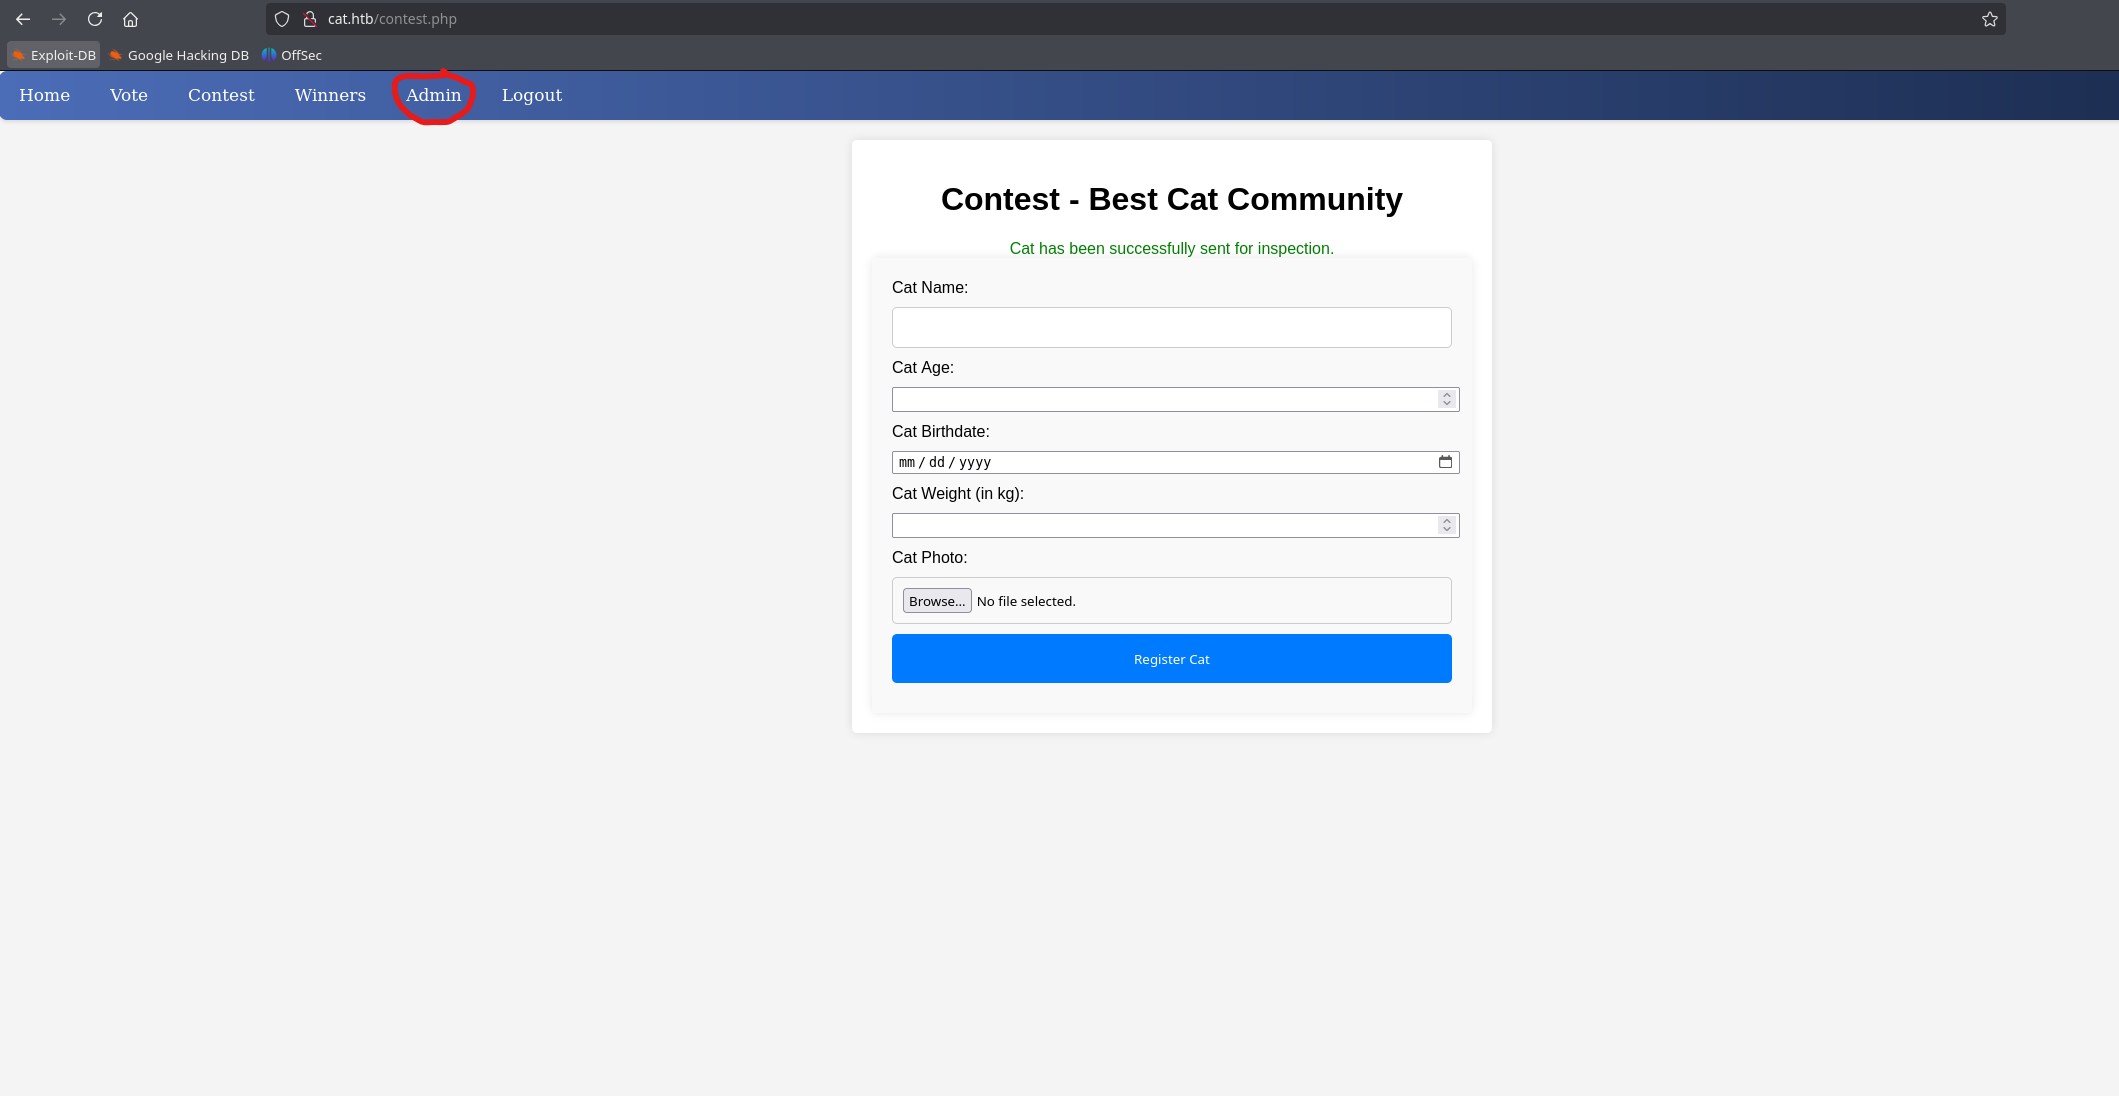 cat.htb/contest.php
Exploit-DB Google Hacking DB OffSec
Home Vote Contest Winners Admin Logout
Contest - Best Cat Community
Cat has been successfully sent for inspection.
Cat Name:
Cat Age:
Cat Birthdate:
mm / dd / yyyy
Cat Weight (in kg):
Cat Photo:
Browse... No file selected.
Register Cat